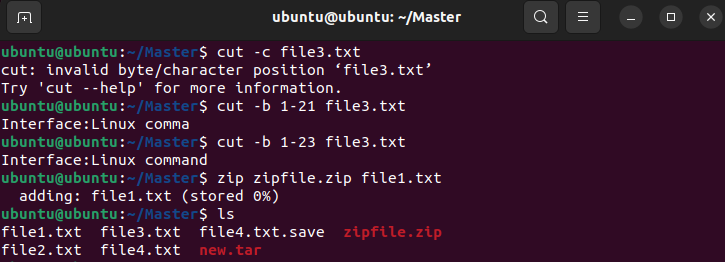 ubuntu@ubuntu: ~/Master
ubuntu@ubuntu:~/Master$ cut -c file3.txt
cut: invalid byte/character position ‘file3.txt’
Try 'cut --help' for more information.
ubuntu@ubuntu:~/Master$ cut -b 1-21 file3.txt
Interface:Linux comma
ubuntu@ubuntu:~/Master$ cut -b 1-23 file3.txt
Interface:Linux command
ubuntu@ubuntu:~/Master$ zip zipfile.zip file1.txt
  adding: file1.txt (stored 0%)
ubuntu@ubuntu:~/Master$ ls
file1.txt  file3.txt  file4.txt.save  zipfile.zip
file2.txt  file4.txt  new.tar